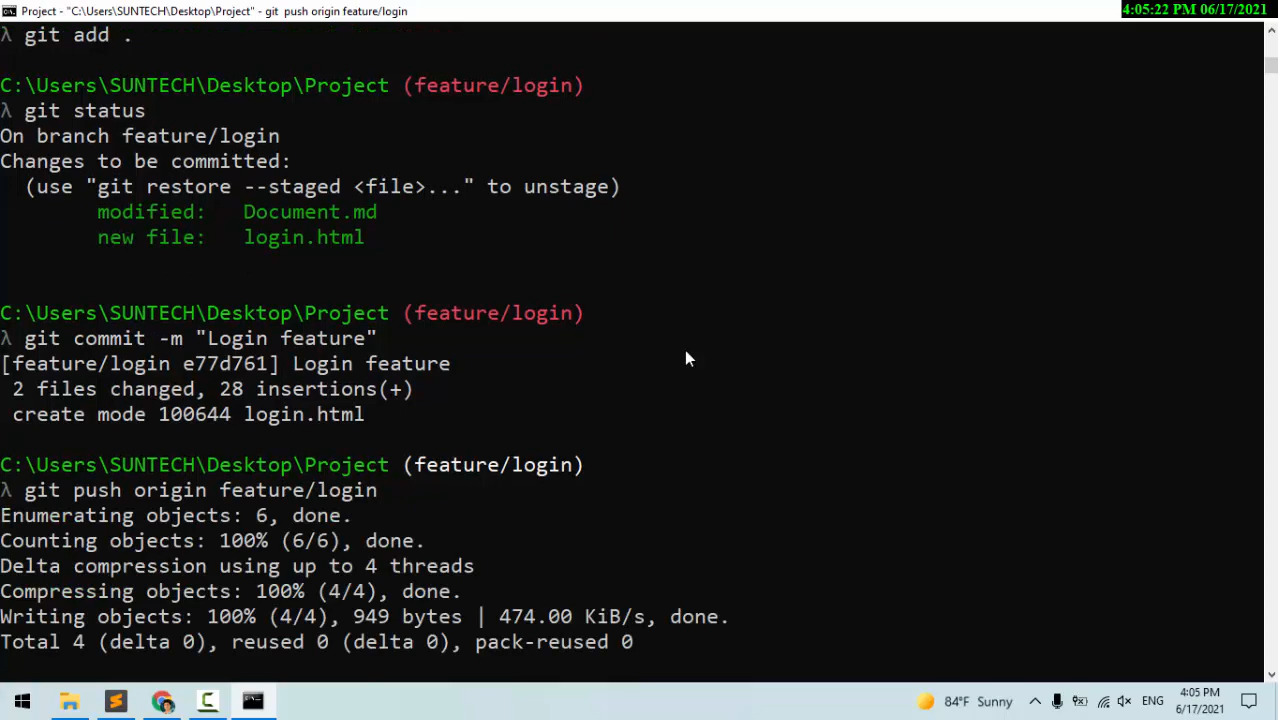 Project - "C:\Users\SUNTECH\Desktop\Project" - git  push origin feature/login
4:05:22 PM 06/17/2021
λ git add .
C:\Users\SUNTECH\Desktop\Project (feature/login)
λ git status
On branch feature/login
Changes to be committed:
  (use "git restore --staged <file>..." to unstage)
        modified:   Document.md
        new file:   login.html
C:\Users\SUNTECH\Desktop\Project (feature/login)
λ git commit -m "Login feature"
[feature/login e77d761] Login feature
 2 files changed, 28 insertions(+)
 create mode 100644 login.html
C:\Users\SUNTECH\Desktop\Project (feature/login)
λ git push origin feature/login
Enumerating objects: 6, done.
Counting objects: 100% (6/6), done.
Delta compression using up to 4 threads
Compressing objects: 100% (4/4), done.
Writing objects: 100% (4/4), 949 bytes | 474.00 KiB/s, done.
Total 4 (delta 0), reused 0 (delta 0), pack-reused 0
84°F Sunny
ENG
4:05 PM
6/17/2021